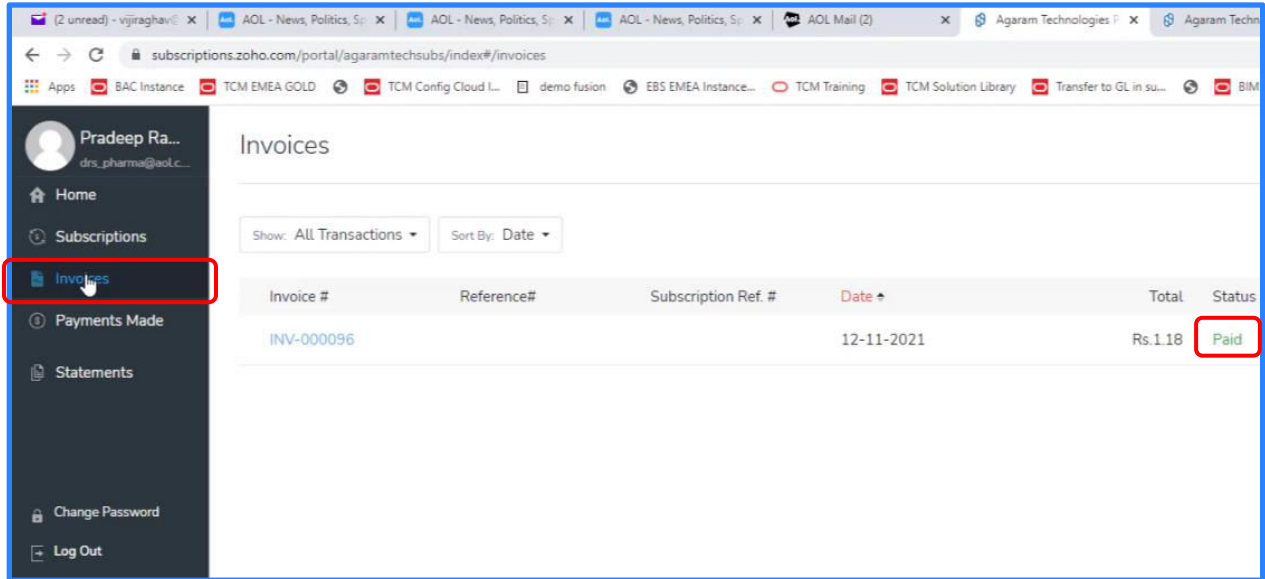 (2 unread) - vijiraghav@ AOL - News, Politics, Sp AOL - News, Politics, Sp AOL - News, Politics, Sp AOL Mail (2) Agaram Technologies P Agaram Techn
subscriptions.zoho.com/portal/agaramtechsubs/index#/invoices
Apps BAC Instance TCM EMEA GOLD TCM Config Cloud I... demo fusion EBS EMEA Instance... TCM Training TCM Solution Library Transfer to GL in su... BIM
Pradeep Ra...
drs_pharma@aol.c...
Invoices
Home
Subscriptions
Show: All Transactions Sort By: Date
Invoices
Invoice # Reference# Subscription Ref. # Date Total Status
Payments Made
INV-000096 12-11-2021 Rs.1.18 Paid
Statements
Change Password
Log Out